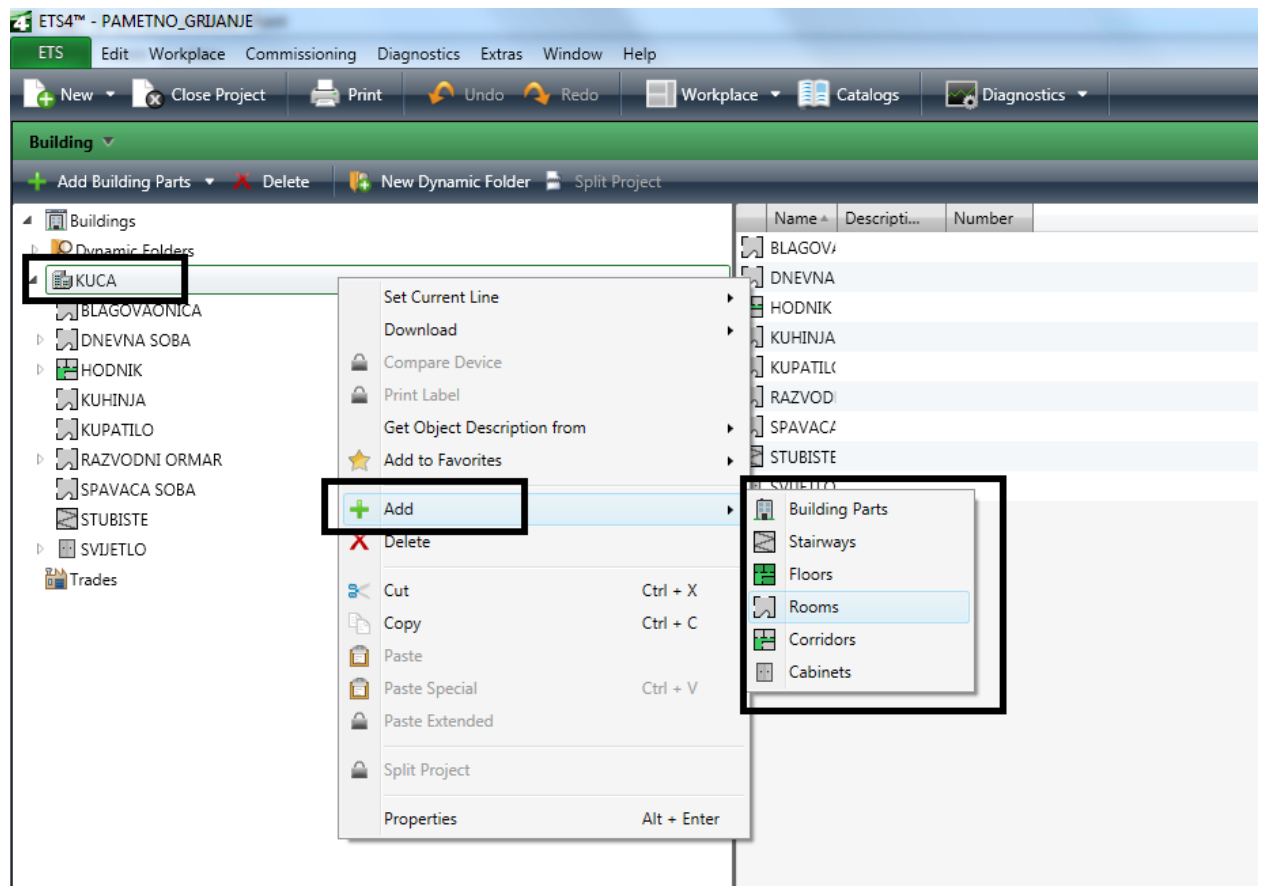 ETS4™ - PAMETNO_GRIJANJE
ETS Edit Workplace Commissioning Diagnostics Extras Window Help
New Close Project Print Undo Redo Workplace Catalogs Diagnostics
Building
Add Building Parts Delete New Dynamic Folder Split Project
Buildings
Dynamic Folders
KUCA
BLAGOVAONICA
DNEVNA SOBA
HODNIK
KUHINJA
KUPATILO
RAZVODNI ORMAR
SPAVACA SOBA
STUBISTE
SVIJETLO
Trades
Set Current Line
Download
Compare Device
Print Label
Get Object Description from
Add to Favorites
Add
Delete
Cut Ctrl + X
Copy Ctrl + C
Paste
Paste Special Ctrl + V
Paste Extended
Split Project
Properties Alt + Enter
Name Descripti... Number
BLAGOVA
DNEVNA
HODNIK
KUHINJA
KUPATIL
RAZVOD
SPAVACA
STUBISTE
SVIJETLO
Building Parts
Stairways
Floors
Rooms
Corridors
Cabinets